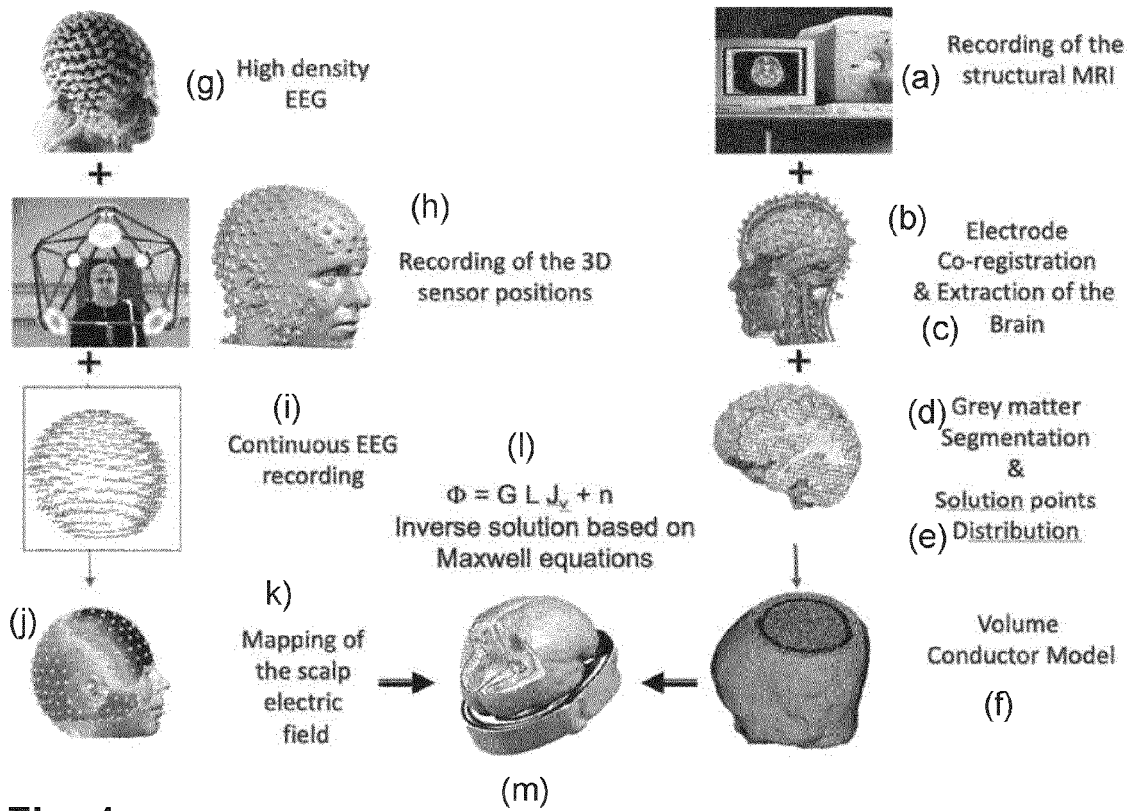 (g) High density
EEG
(a)
Recording of the
structural MRI
(h)
Recording of the 3D
sensor positions
(b)
Electrode
Co-registration
& Extraction of the
(c) Brain
(i)
Continuous EEG
recording
(l)
Φ = G L Jᵥ + n
Inverse solution based on
Maxwell equations
(d) Grey matter
Segmentation
&
Solution points
(e) Distribution
(j)
k)
Mapping of
the scalp
electric
field
Volume
Conductor Model
(f)
(m)